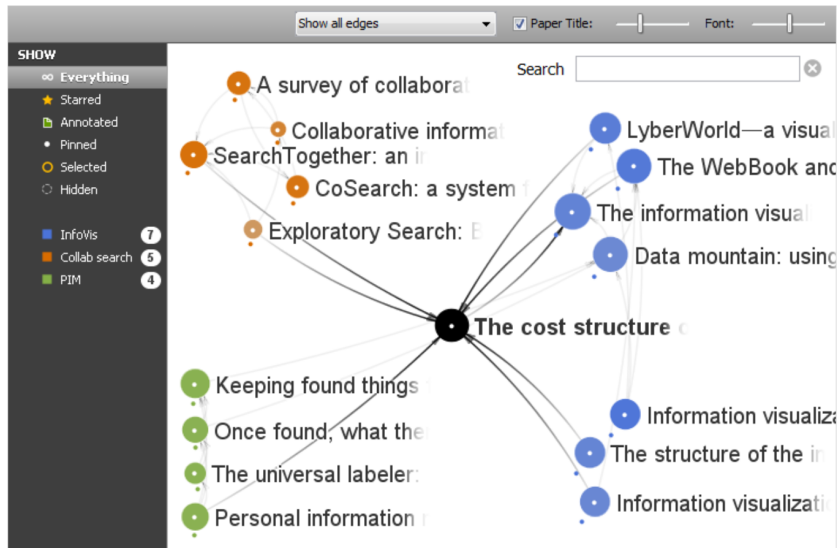 Show all edges
Paper Title:
Font:
SHOW
Everything
Starred
Annotated
Pinned
Selected
Hidden
InfoVis 7
Collab search 5
PIM 4
Search
A survey of collaborat
Collaborative informat
SearchTogether: an in
CoSearch: a system
Exploratory Search:
LyberWorld—a visual
The WebBook and
The information visual
Data mountain: using
The cost structure
Keeping found things
Once found, what the
The universal labeler:
Personal information
Information visualiza
The structure of the in
Information visualizati